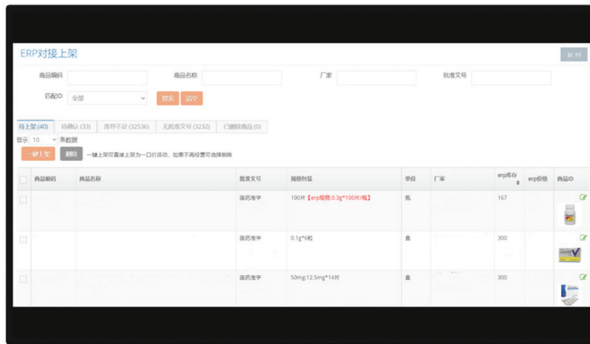 ERP对接上架
商品编码 商品名称 厂家 批准文号
匹配ID 全部 搜索 清空
待上架(40) 待确认(33) 库存不足(32536) 无批准文号(3232) 已删除商品(0)
显示 10 条数据
一键上架 删除 一键上架可直接上架为一口价活动，如果不再经营可选择删除
商品编码 商品名称 批准文号 规格包装 单位 厂家 erp库存 erp价格 商品ID
国药准字 100片【erp规格:0.3g*100片/瓶】 瓶 167
国药准字 0.1g*6粒 盒 300
国药准字 50mg:12.5mg*14片 盒 300